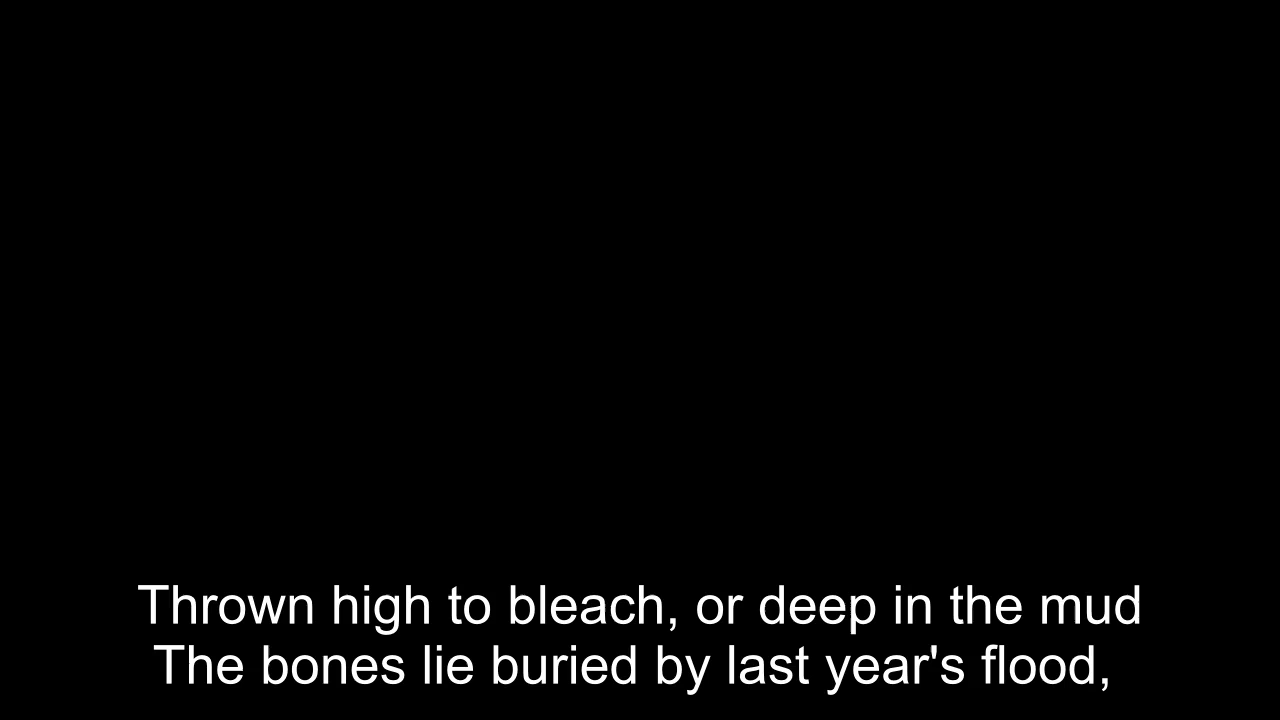 Thrown high to bleach, or deep in the mud
The bones lie buried by last year's flood,